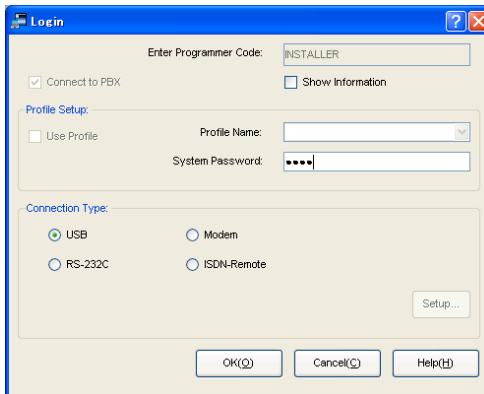 Login
Enter Programmer Code: INSTALLER
Connect to PBX Show Information
Profile Setup:
Use Profile Profile Name:
System Password: ••••
Connection Type:
USB Modem
RS-232C ISDN-Remote
Setup...
OK(O) Cancel(C) Help(H)